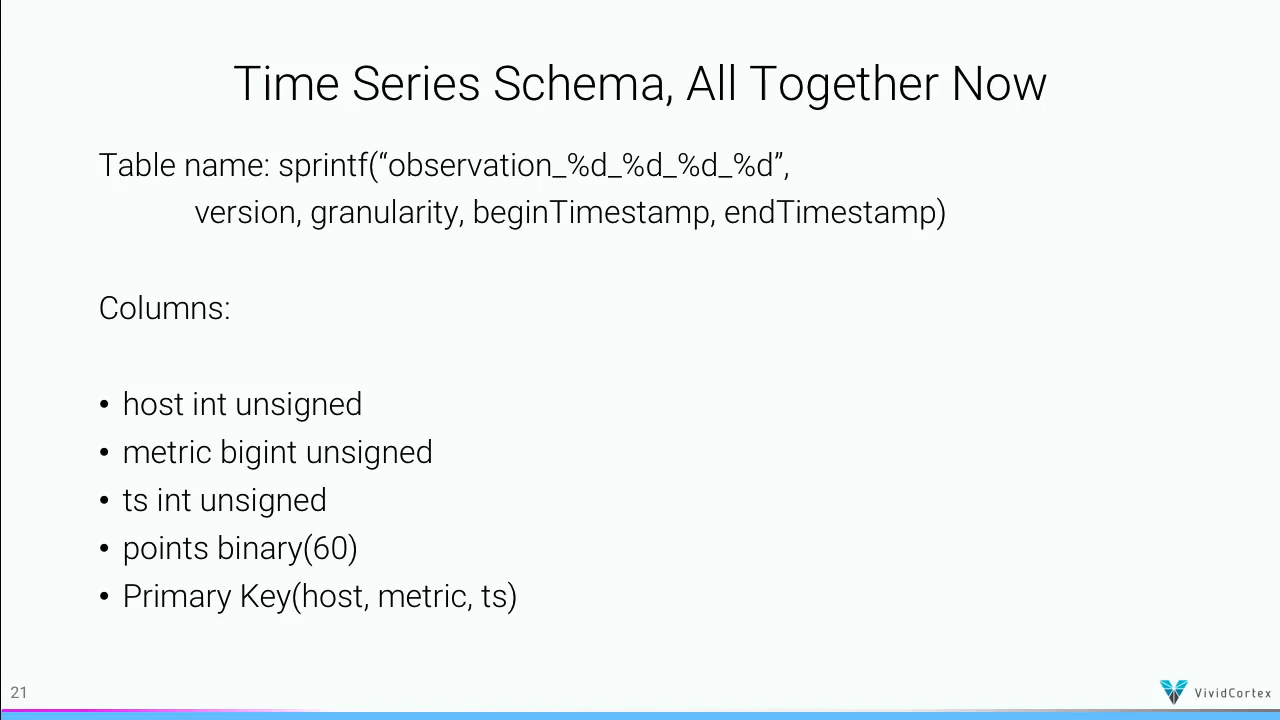 Time Series Schema, All Together Now
Table name: sprintf(“observation_%d_%d_%d_%d”,
version, granularity, beginTimestamp, endTimestamp)
Columns:
• host int unsigned
• metric bigint unsigned
• ts int unsigned
• points binary(60)
• Primary Key(host, metric, ts)
21
VividCortex